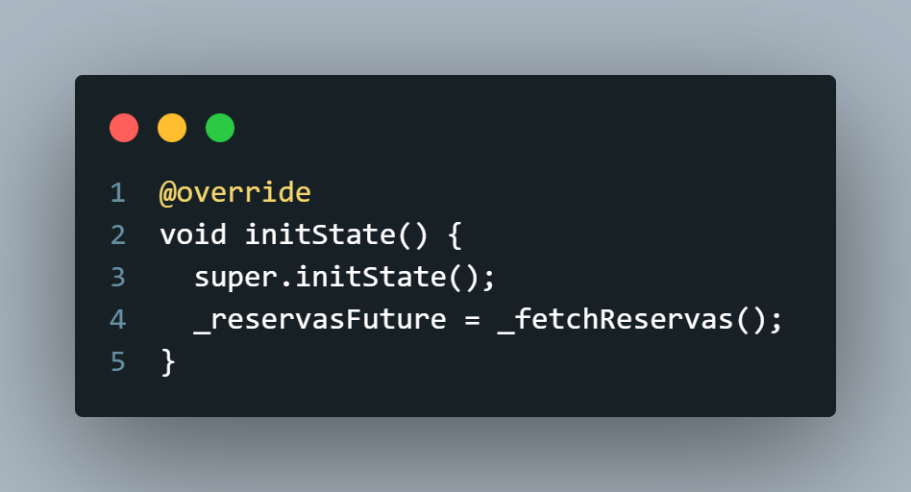 1 @override
2 void initState() {
3   super.initState();
4   _reservasFuture = _fetchReservas();
5 }